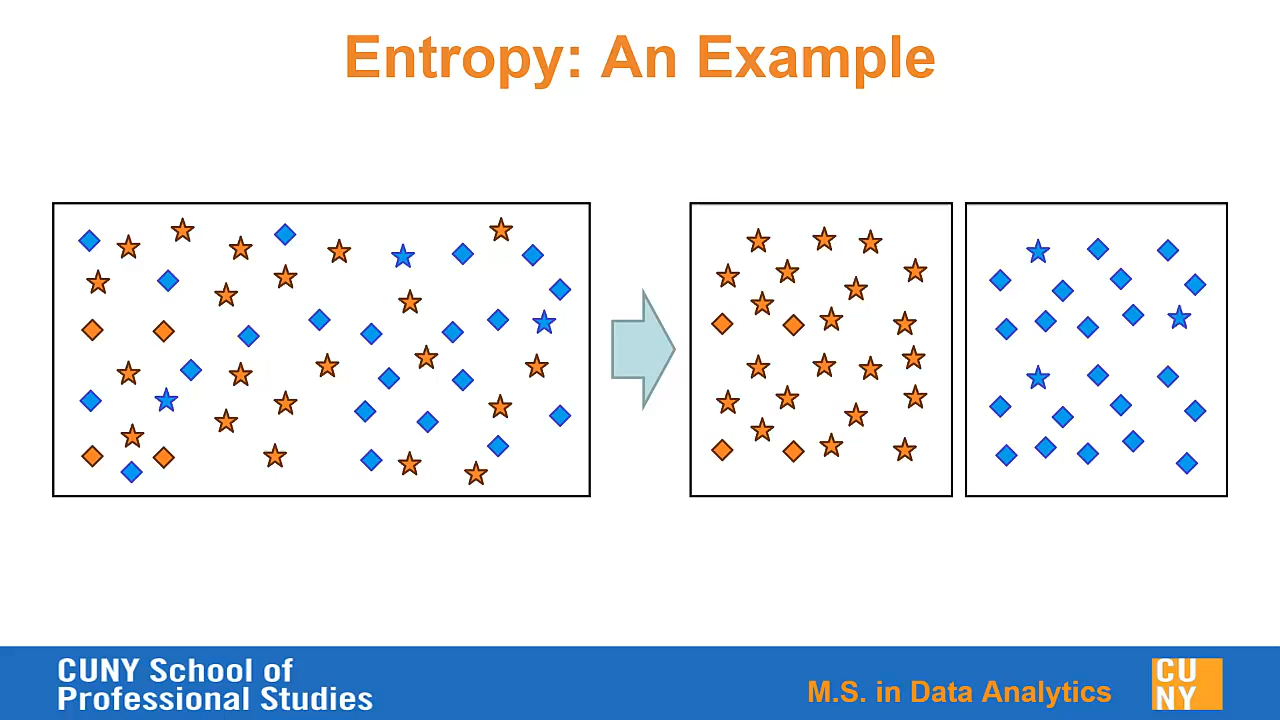 Entropy: An Example
CUNY School of
Professional Studies
M.S. in Data Analytics
CU
NY